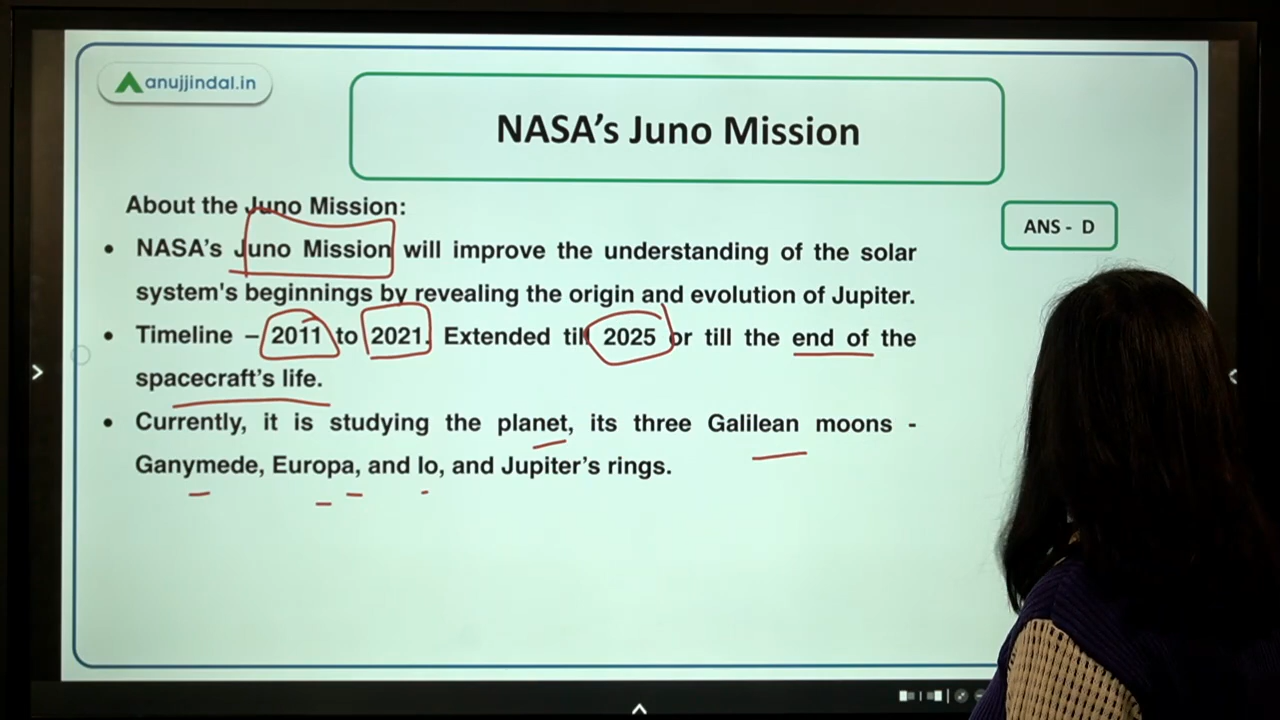 anujjindal.in
NASA's Juno Mission
About the Juno Mission:
ANS - D
• NASA's Juno Mission will improve the understanding of the solar
system's beginnings by revealing the origin and evolution of Jupiter.
• Timeline – 2011 to 2021. Extended till 2025 or till the end of the
spacecraft's life.
• Currently, it is studying the planet, its three Galilean moons -
Ganymede, Europa, and Io, and Jupiter's rings.